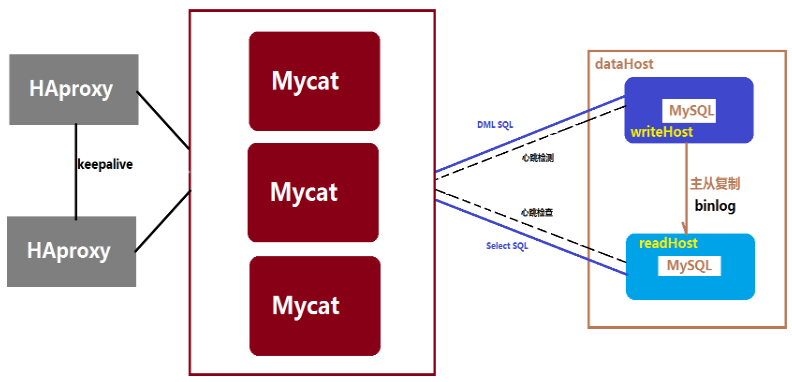 HAproxy
keepalive
HAproxy
Mycat
Mycat
Mycat
DML SQL
心跳检测
心跳检查
Select SQL
dataHost
MySQL
writeHost
主从复制
binlog
readHost
MySQL